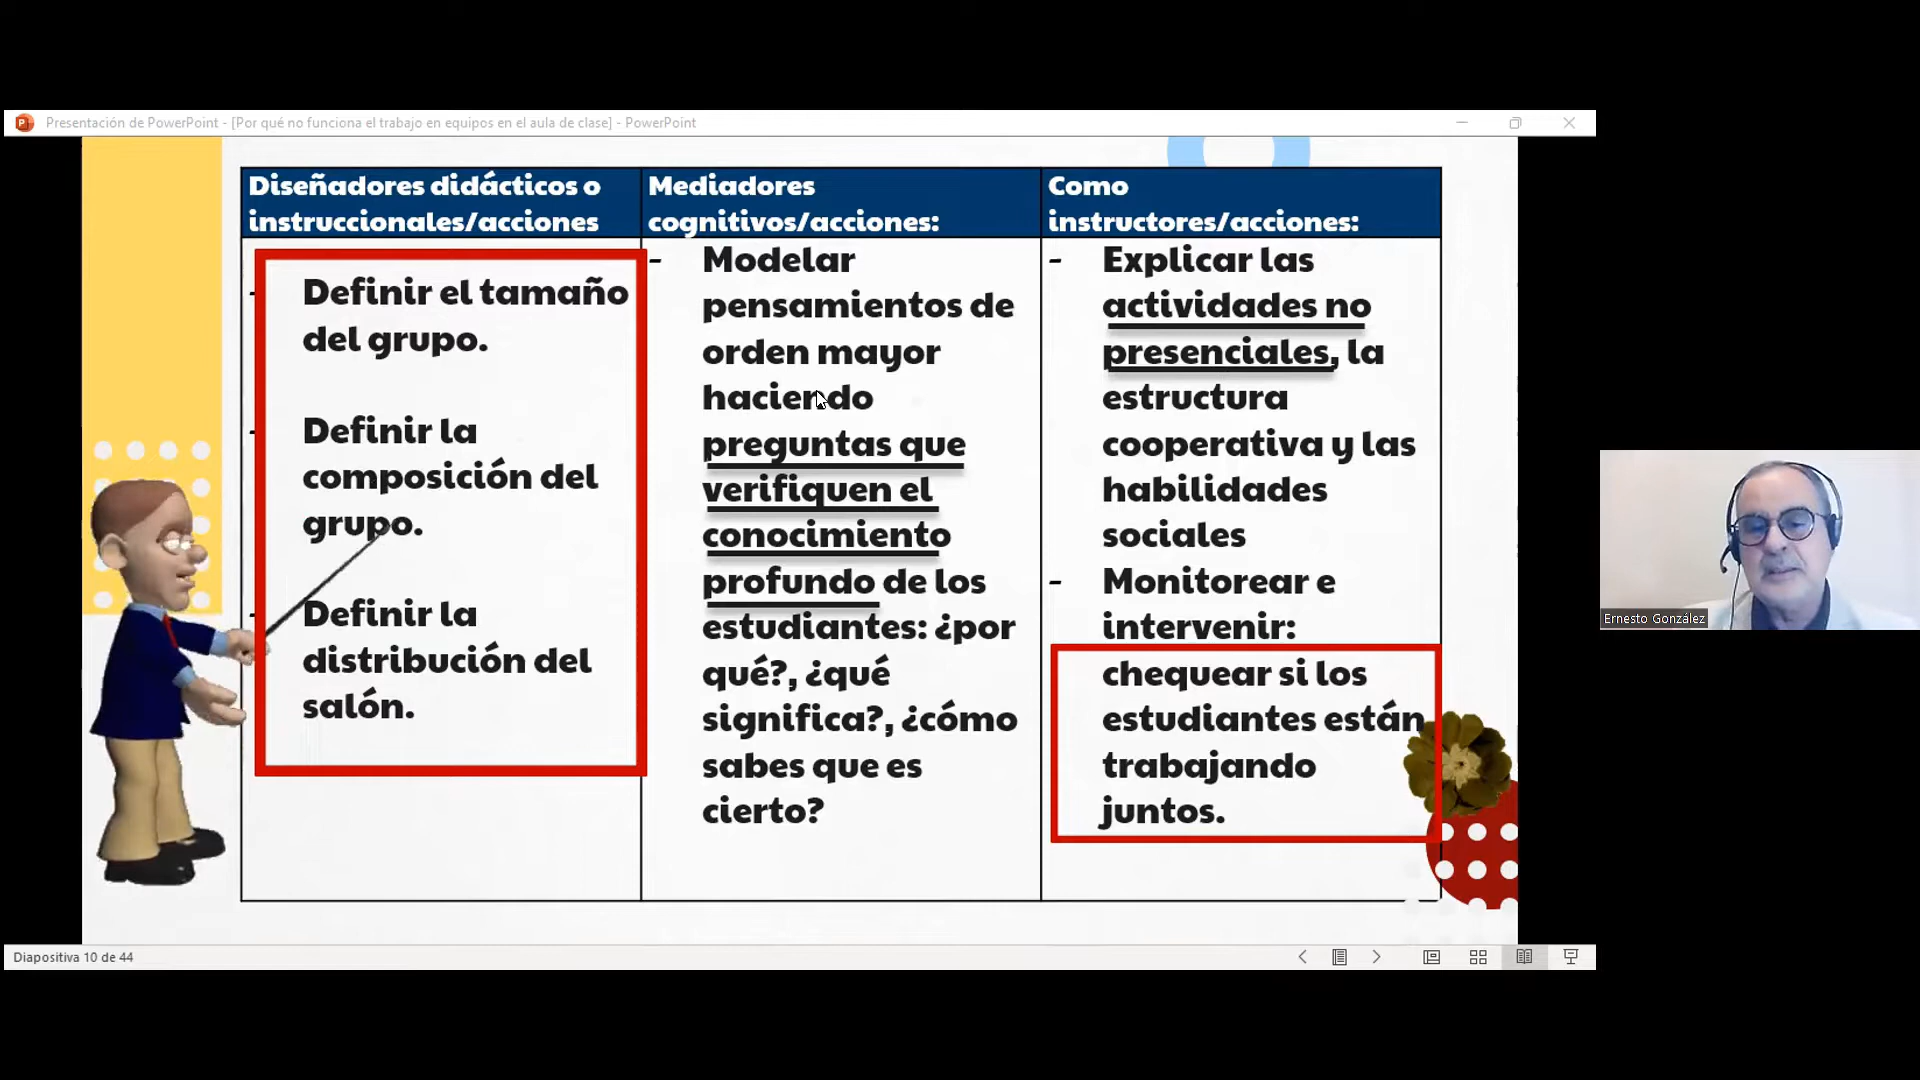 Presentación de PowerPoint - [Por qué no funciona el trabajo en equipos en el aula de clase] - PowerPoint
Diseñadores didácticos o
instruccionales/acciones
- Definir el tamaño
del grupo.
- Definir la
composición del
grupo.
- Definir la
distribución del
salón.
Mediadores
cognitivos/acciones:
- Modelar
pensamientos de
orden mayor
haciendo
preguntas que
verifiquen el
conocimiento
profundo de los
estudiantes: ¿por
qué?, ¿qué
significa?, ¿cómo
sabes que es
cierto?
Como
instructores/acciones:
- Explicar las
actividades no
presenciales, la
estructura
cooperativa y las
habilidades
sociales
- Monitorear e
intervenir:
chequear si los
estudiantes están
trabajando
juntos.
Ernesto González
Diapositiva 10 de 44